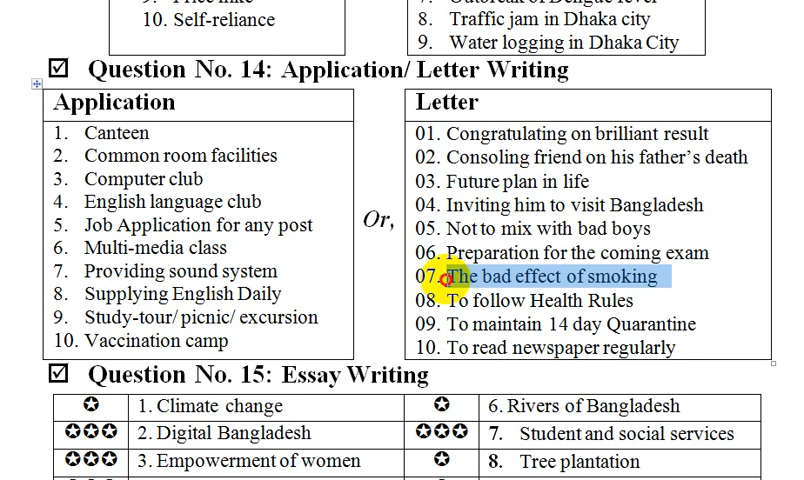 10. Self-reliance
8. Traffic jam in Dhaka city
9. Water logging in Dhaka City
Question No. 14: Application/ Letter Writing
Application
1. Canteen
2. Common room facilities
3. Computer club
4. English language club
5. Job Application for any post
6. Multi-media class
7. Providing sound system
8. Supplying English Daily
9. Study-tour/ picnic/ excursion
10. Vaccination camp
Or,
Letter
01. Congratulating on brilliant result
02. Consoling friend on his father’s death
03. Future plan in life
04. Inviting him to visit Bangladesh
05. Not to mix with bad boys
06. Preparation for the coming exam
07. The bad effect of smoking
08. To follow Health Rules
09. To maintain 14 day Quarantine
10. To read newspaper regularly
Question No. 15: Essay Writing
1. Climate change
6. Rivers of Bangladesh
2. Digital Bangladesh
7. Student and social services
3. Empowerment of women
8. Tree plantation